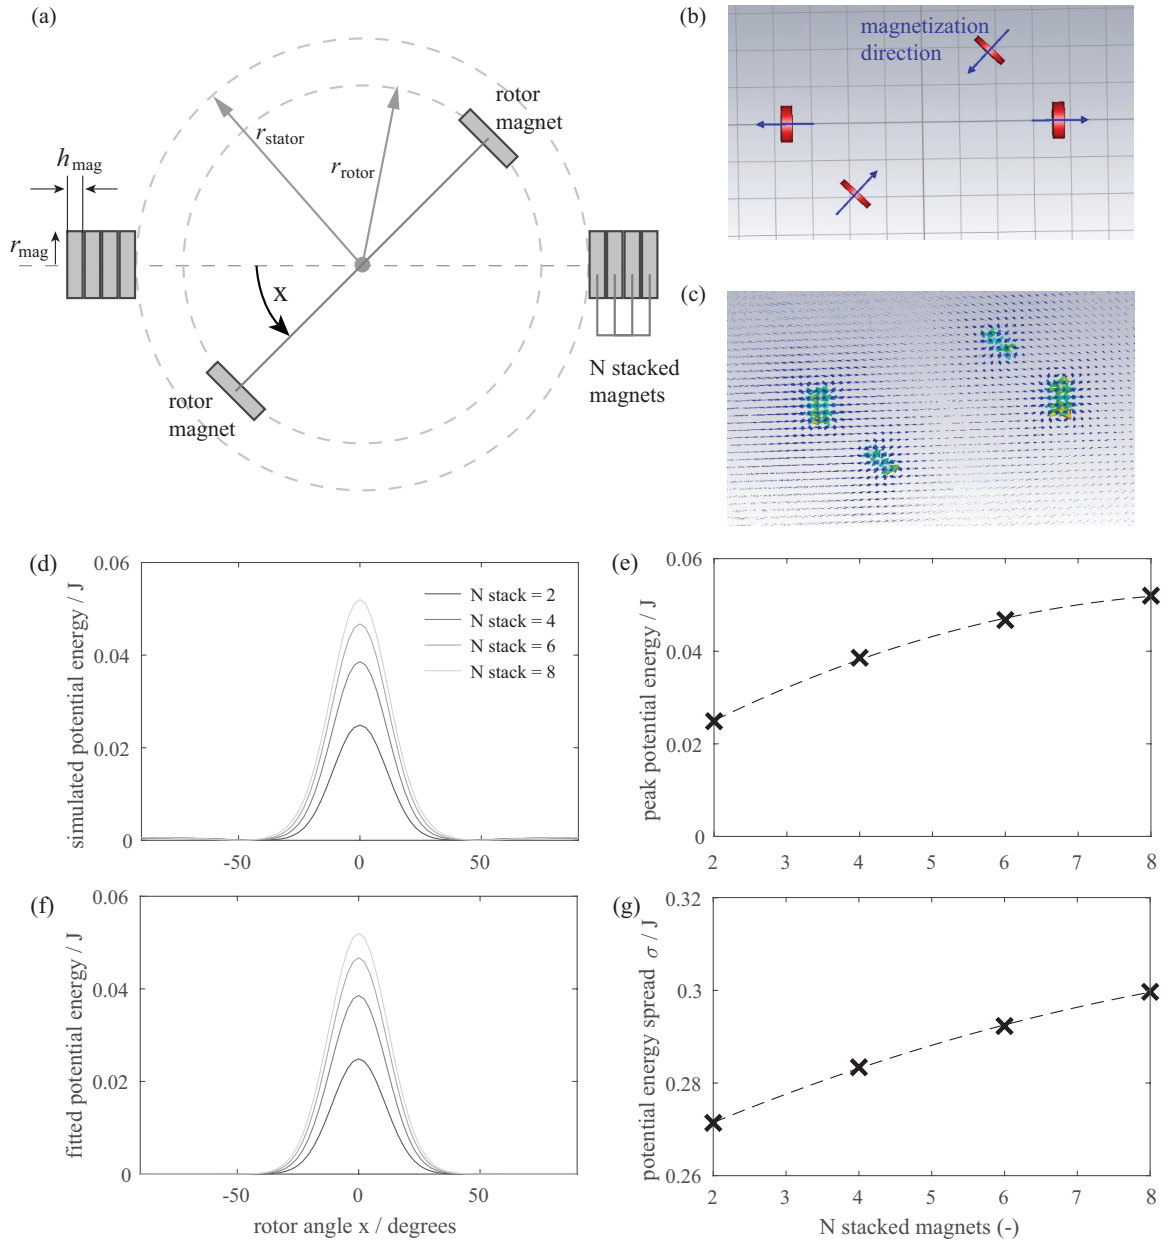 (a)
rotor
magnet
r stator
r rotor
h mag
r mag
X
rotor
magnet
N stacked
magnets
(b)
magnetization
direction
(c)
(d)
0.06
0.04
0.02
0
simulated potential energy / J
N stack = 2
N stack = 4
N stack = 6
N stack = 8
-50
0
50
(e)
0.06
0.04
0.02
0
peak potential energy / J
2
3
4
5
6
7
8
(f)
0.06
0.04
0.02
0
fitted potential energy / J
-50
0
50
rotor angle x / degrees
(g)
0.32
0.3
0.28
0.26
potential energy spread σ / J
2
3
4
5
6
7
8
N stacked magnets (-)